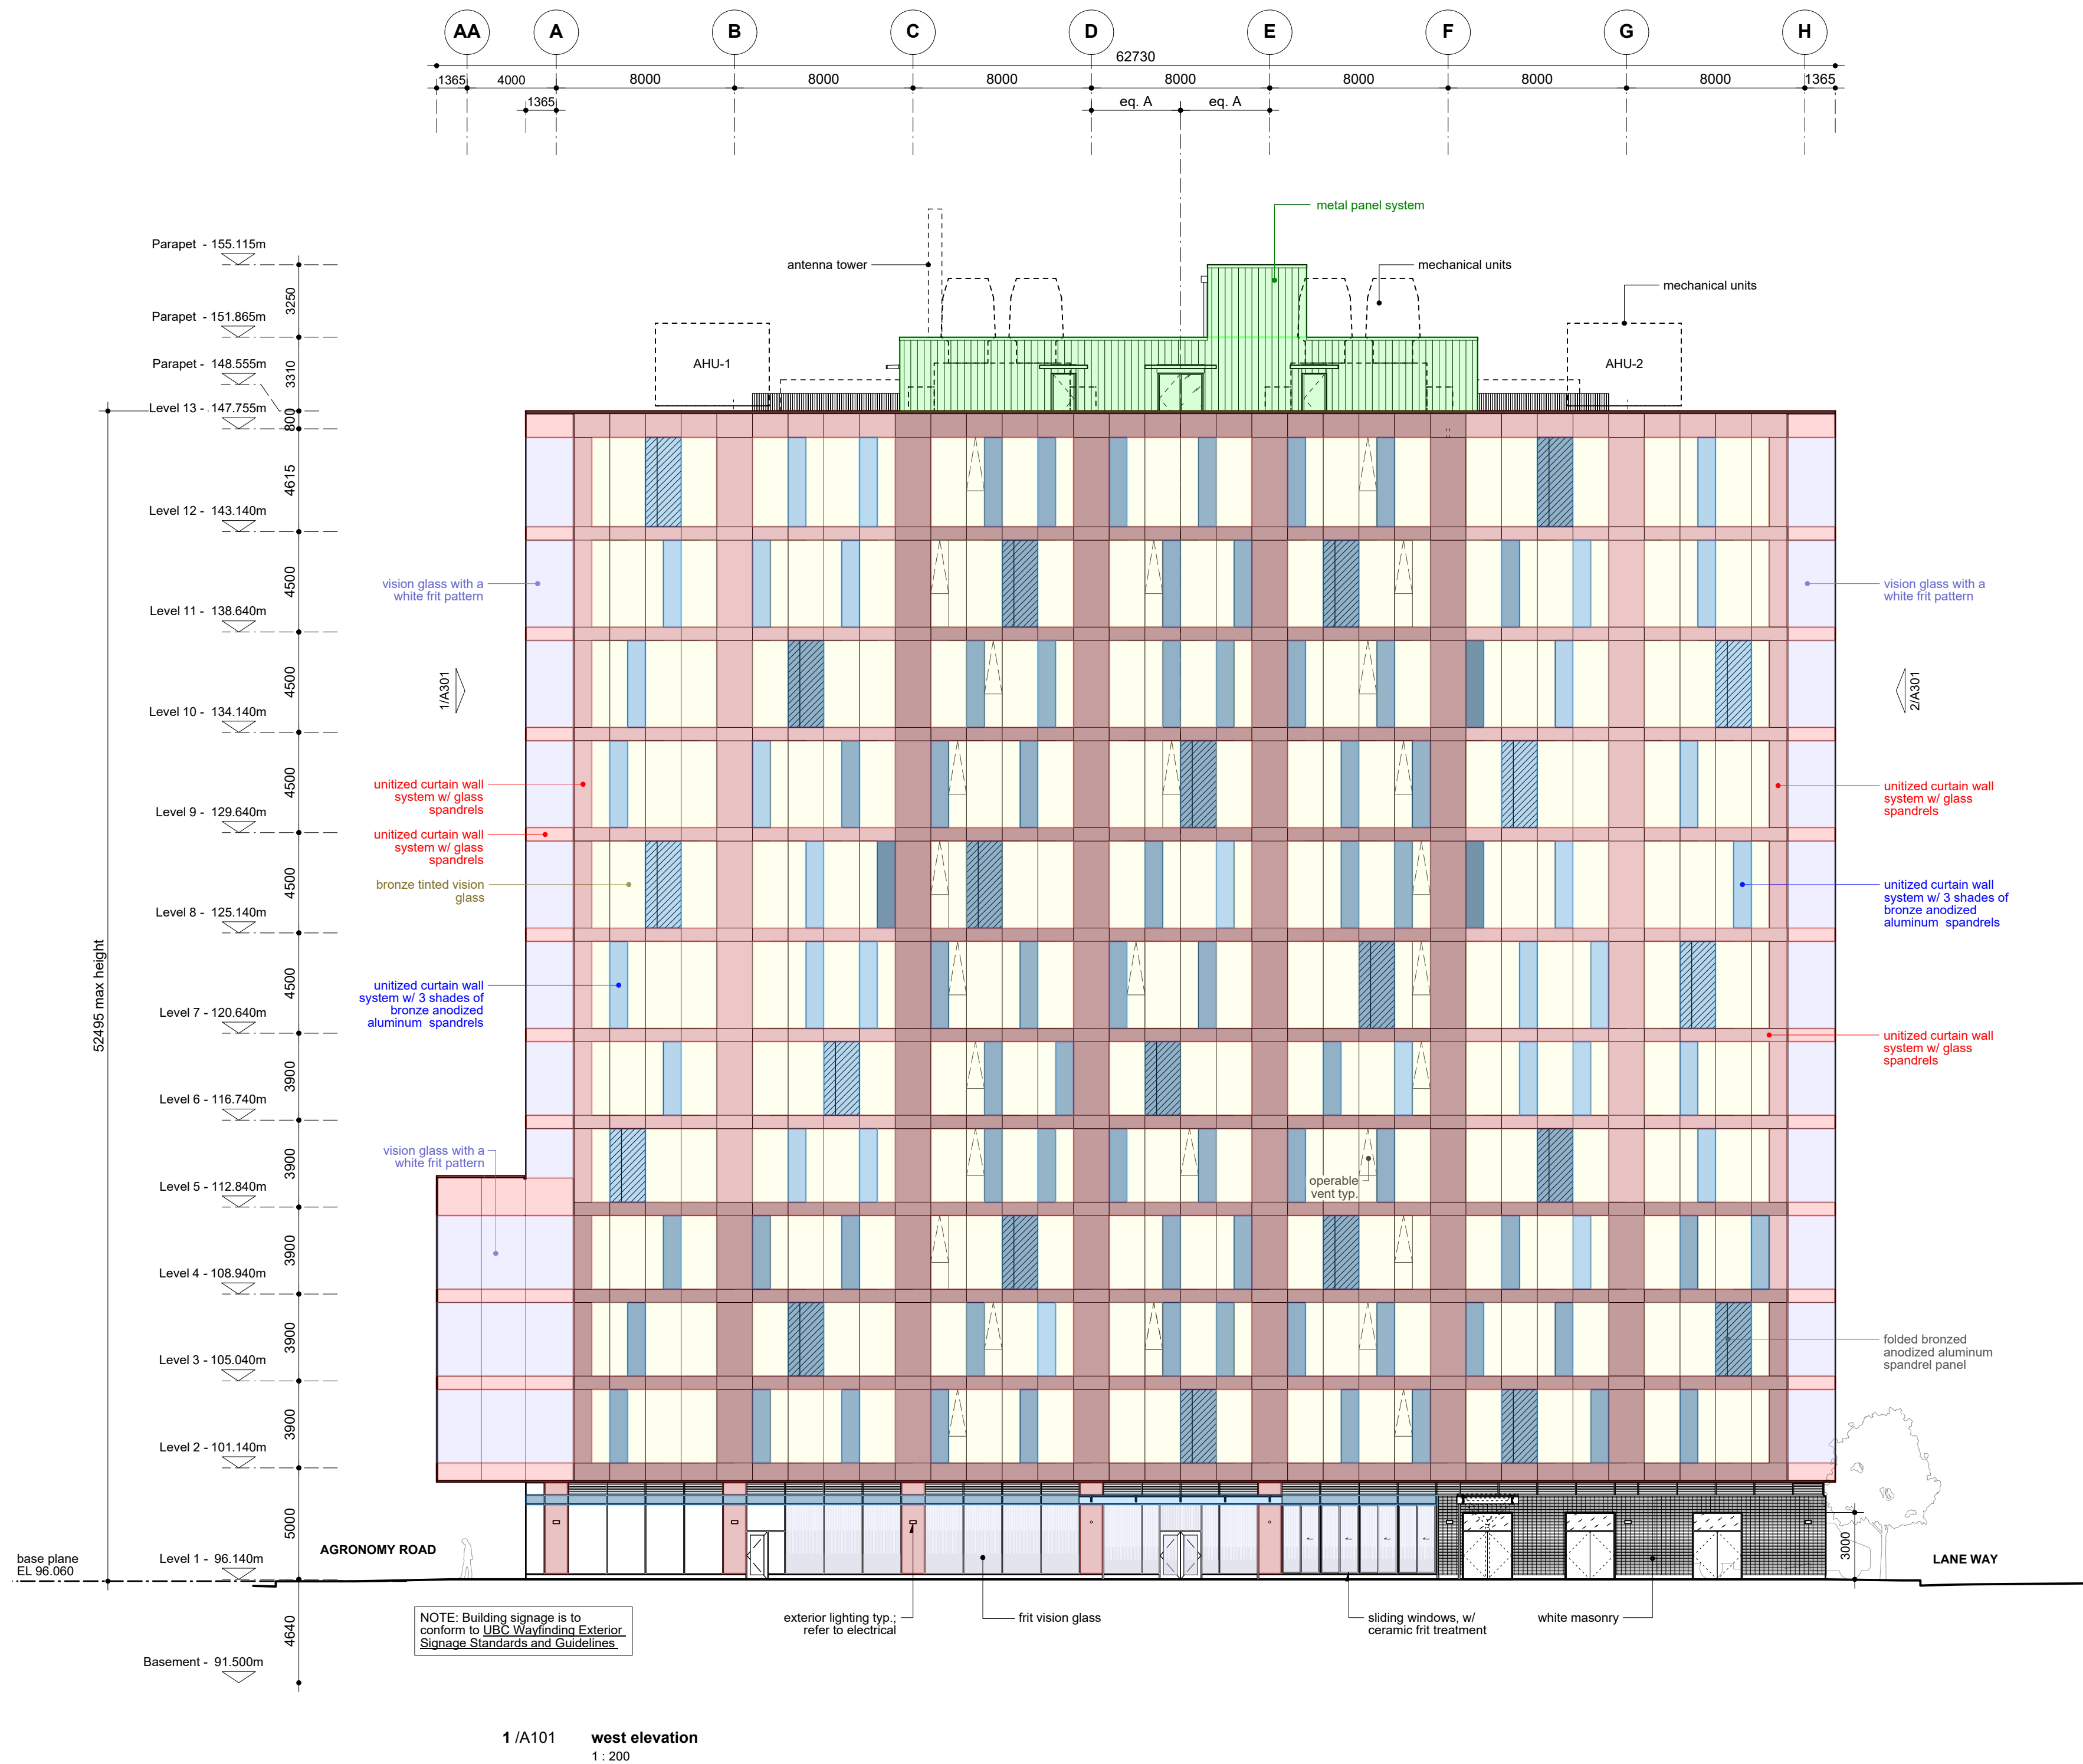 AA A B C D E F G H
62730
1365 4000 8000 8000 8000 8000 8000 8000 8000 1365
1365 eq. A eq. A
metal panel system
Parapet - 155.115m
antenna tower
mechanical units
mechanical units
3250
Parapet - 151.865m
AHU-1
AHU-2
Parapet - 148.555m
3310
Level 13 - 147.755m
800
4615
Level 12 - 143.140m
vision glass with a
white frit pattern
vision glass with a
white frit pattern
4500
Level 11 - 138.640m
1/A301
2/A301
4500
Level 10 - 134.140m
unitized curtain wall
system w/ glass
spandrels
unitized curtain wall
system w/ glass
spandrels
4500
Level 9 - 129.640m
unitized curtain wall
system w/ glass
spandrels
bronze tinted vision
glass
unitized curtain wall
system w/ 3 shades of
bronze anodized
aluminum spandrels
4500
Level 8 - 125.140m
52495 max height
unitized curtain wall
system w/ 3 shades of
bronze anodized
aluminum spandrels
4500
Level 7 - 120.640m
unitized curtain wall
system w/ glass
spandrels
3900
Level 6 - 116.740m
vision glass with a
white frit pattern
3900
operable
vent typ.
Level 5 - 112.840m
3900
Level 4 - 108.940m
3900
folded bronzed
anodized aluminum
spandrel panel
Level 3 - 105.040m
3900
Level 2 - 101.140m
5000
base plane
EL 96.060
Level 1 - 96.140m
AGRONOMY ROAD
3000
LANE WAY
NOTE: Building signage is to
conform to UBC Wayfinding Exterior
Signage Standards and Guidelines
exterior lighting typ.;
refer to electrical
frit vision glass
sliding windows, w/
ceramic frit treatment
white masonry
4640
Basement - 91.500m
1 /A101 west elevation
1 : 200